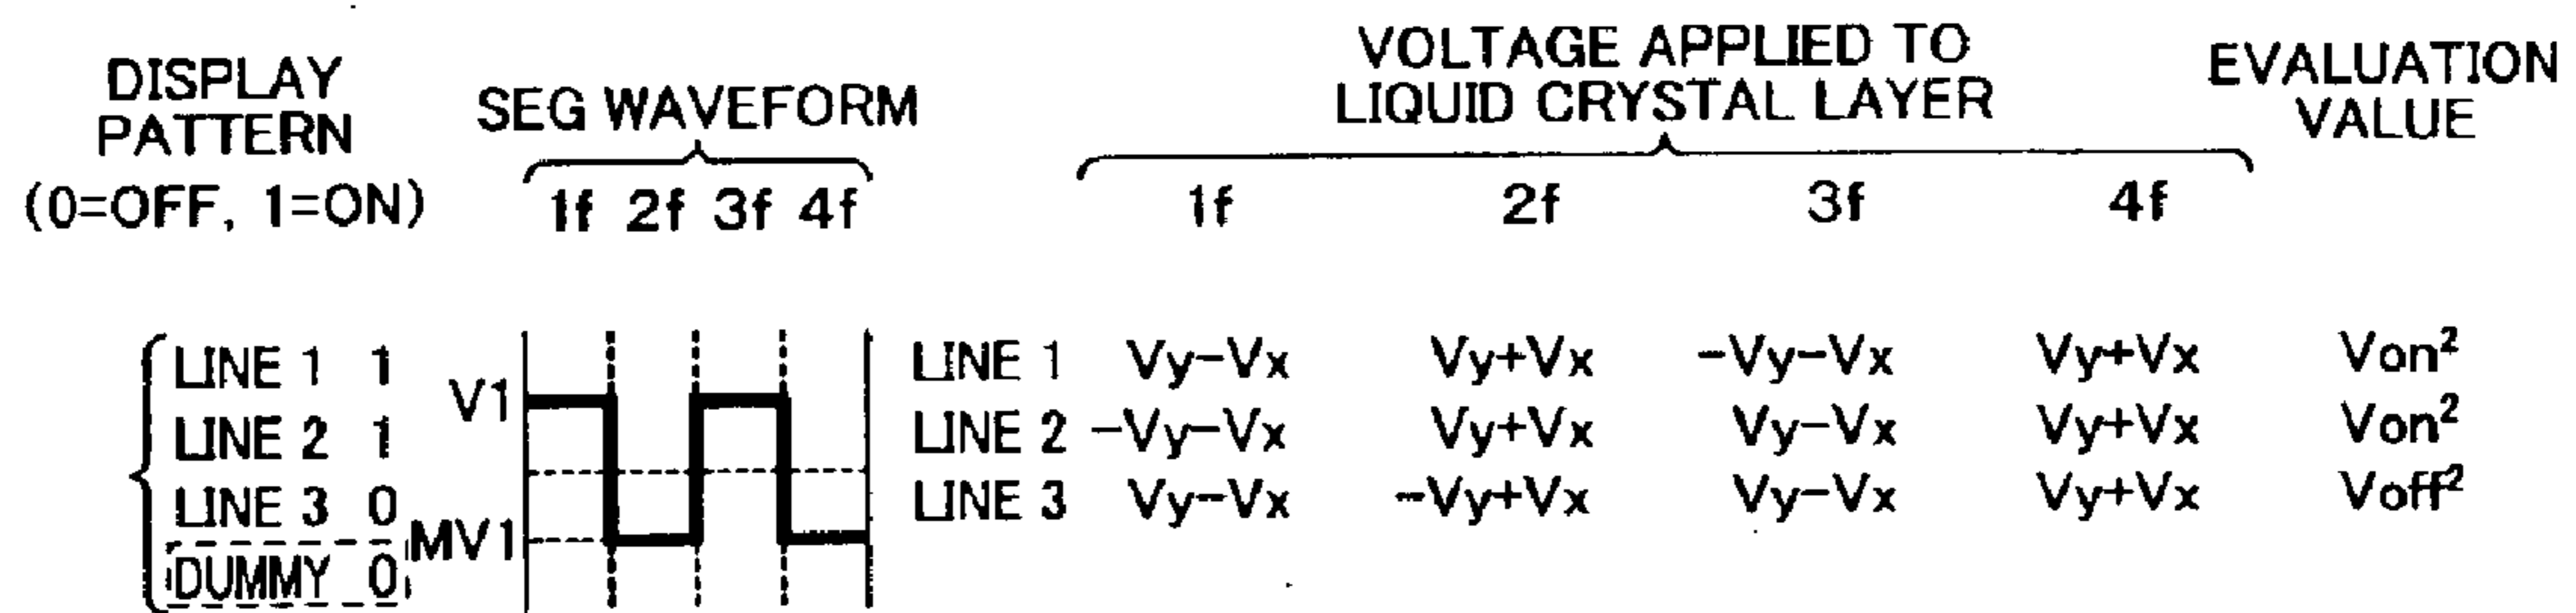 DISPLAY
PATTERN
(0=OFF, 1=ON)
SEG WAVEFORM
1f 2f 3f 4f
VOLTAGE APPLIED TO
LIQUID CRYSTAL LAYER
1f 2f 3f 4f
EVALUATION
VALUE
LINE 1 1
LINE 2 1
LINE 3 0
DUMMY 0
V1
MV1
LINE 1 Vy-Vx Vy+Vx -Vy-Vx Vy+Vx Von²
LINE 2 -Vy-Vx Vy+Vx Vy-Vx Vy+Vx Von²
LINE 3 Vy-Vx -Vy+Vx Vy-Vx Vy+Vx Voff²